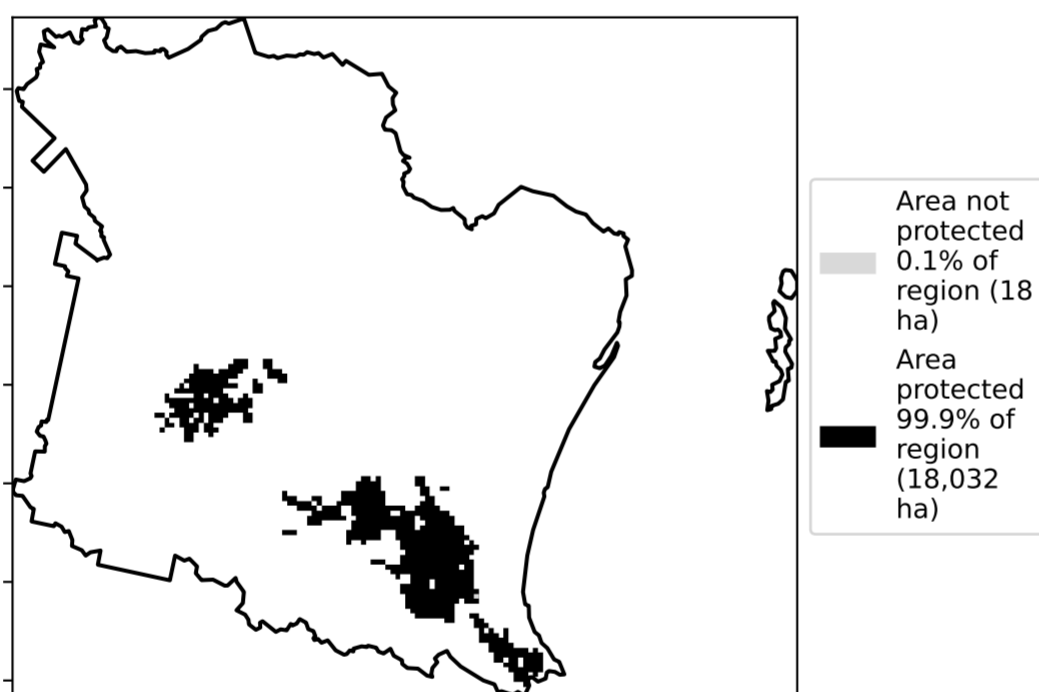 Area not
protected
0.1% of
region (18
ha)
Area
protected
99.9% of
region
(18,032
ha)